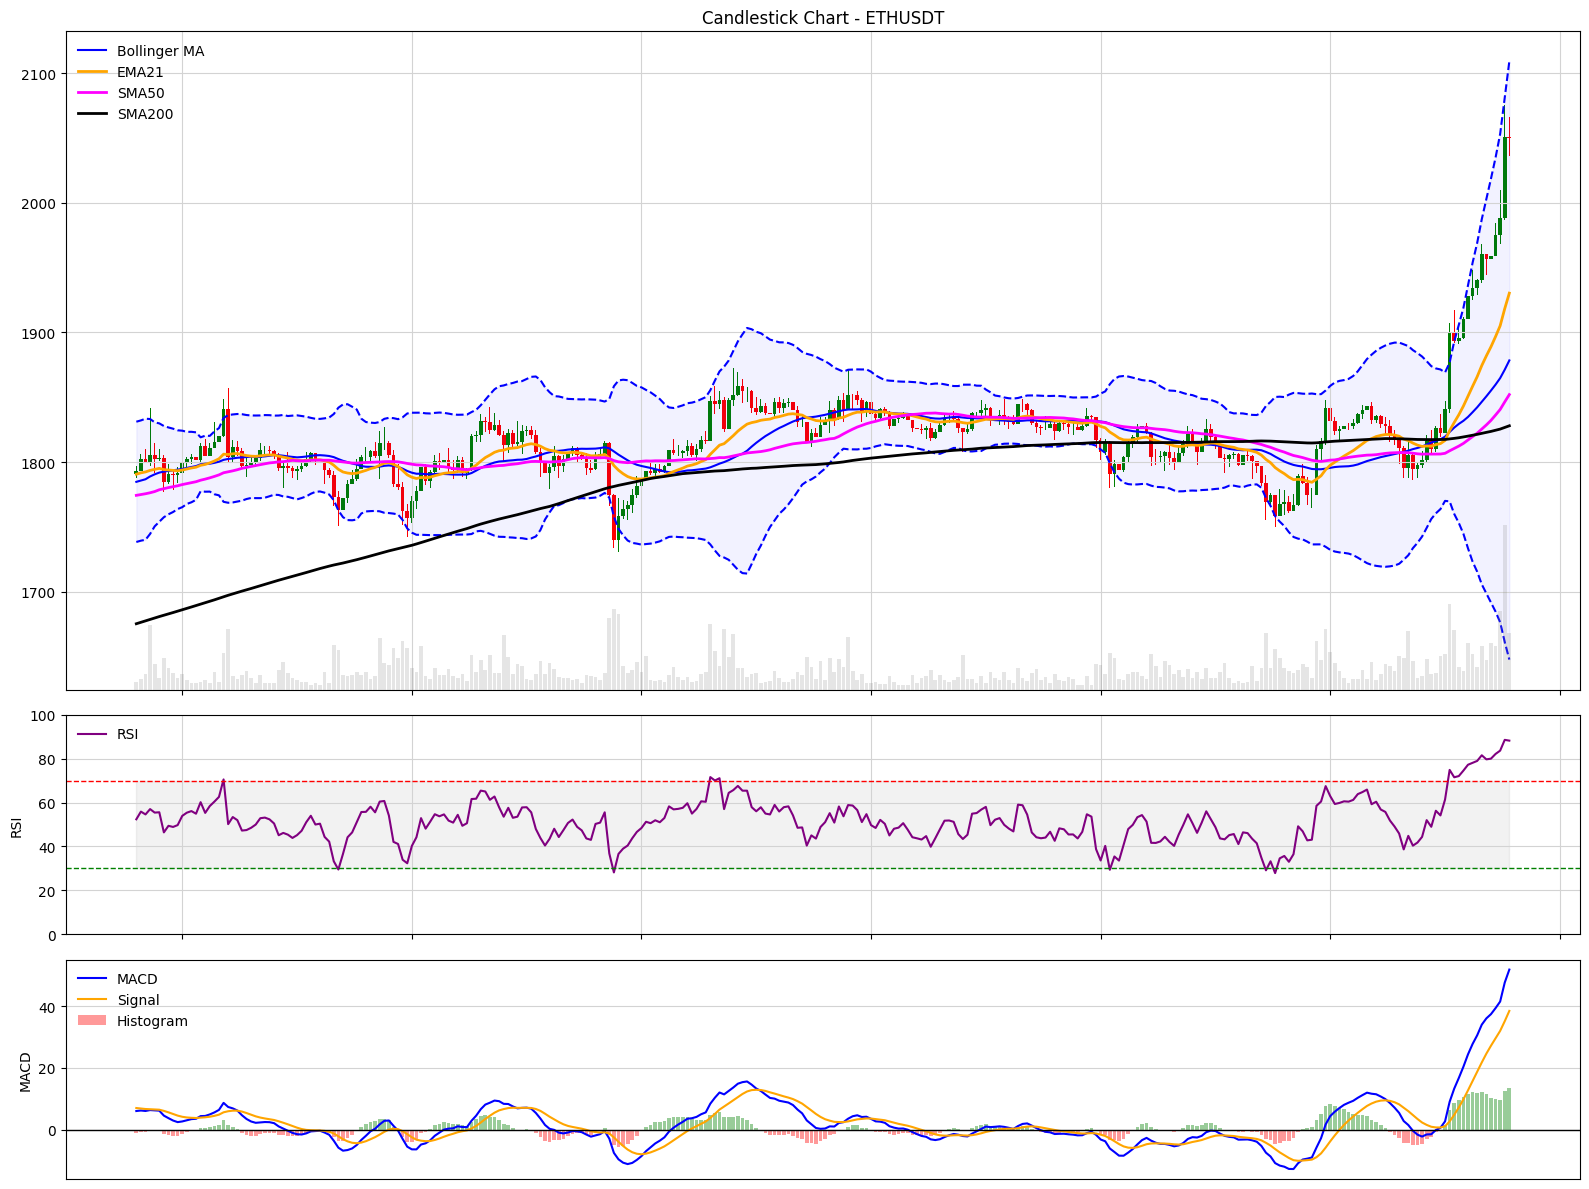 Candlestick Chart - ETHUSDT
Bollinger MA
EMA21
SMA50
SMA200
2100
2000
1900
1800
1700
RSI
100
80
60
40
20
0
RSI
MACD
Signal
Histogram
40
20
0
MACD